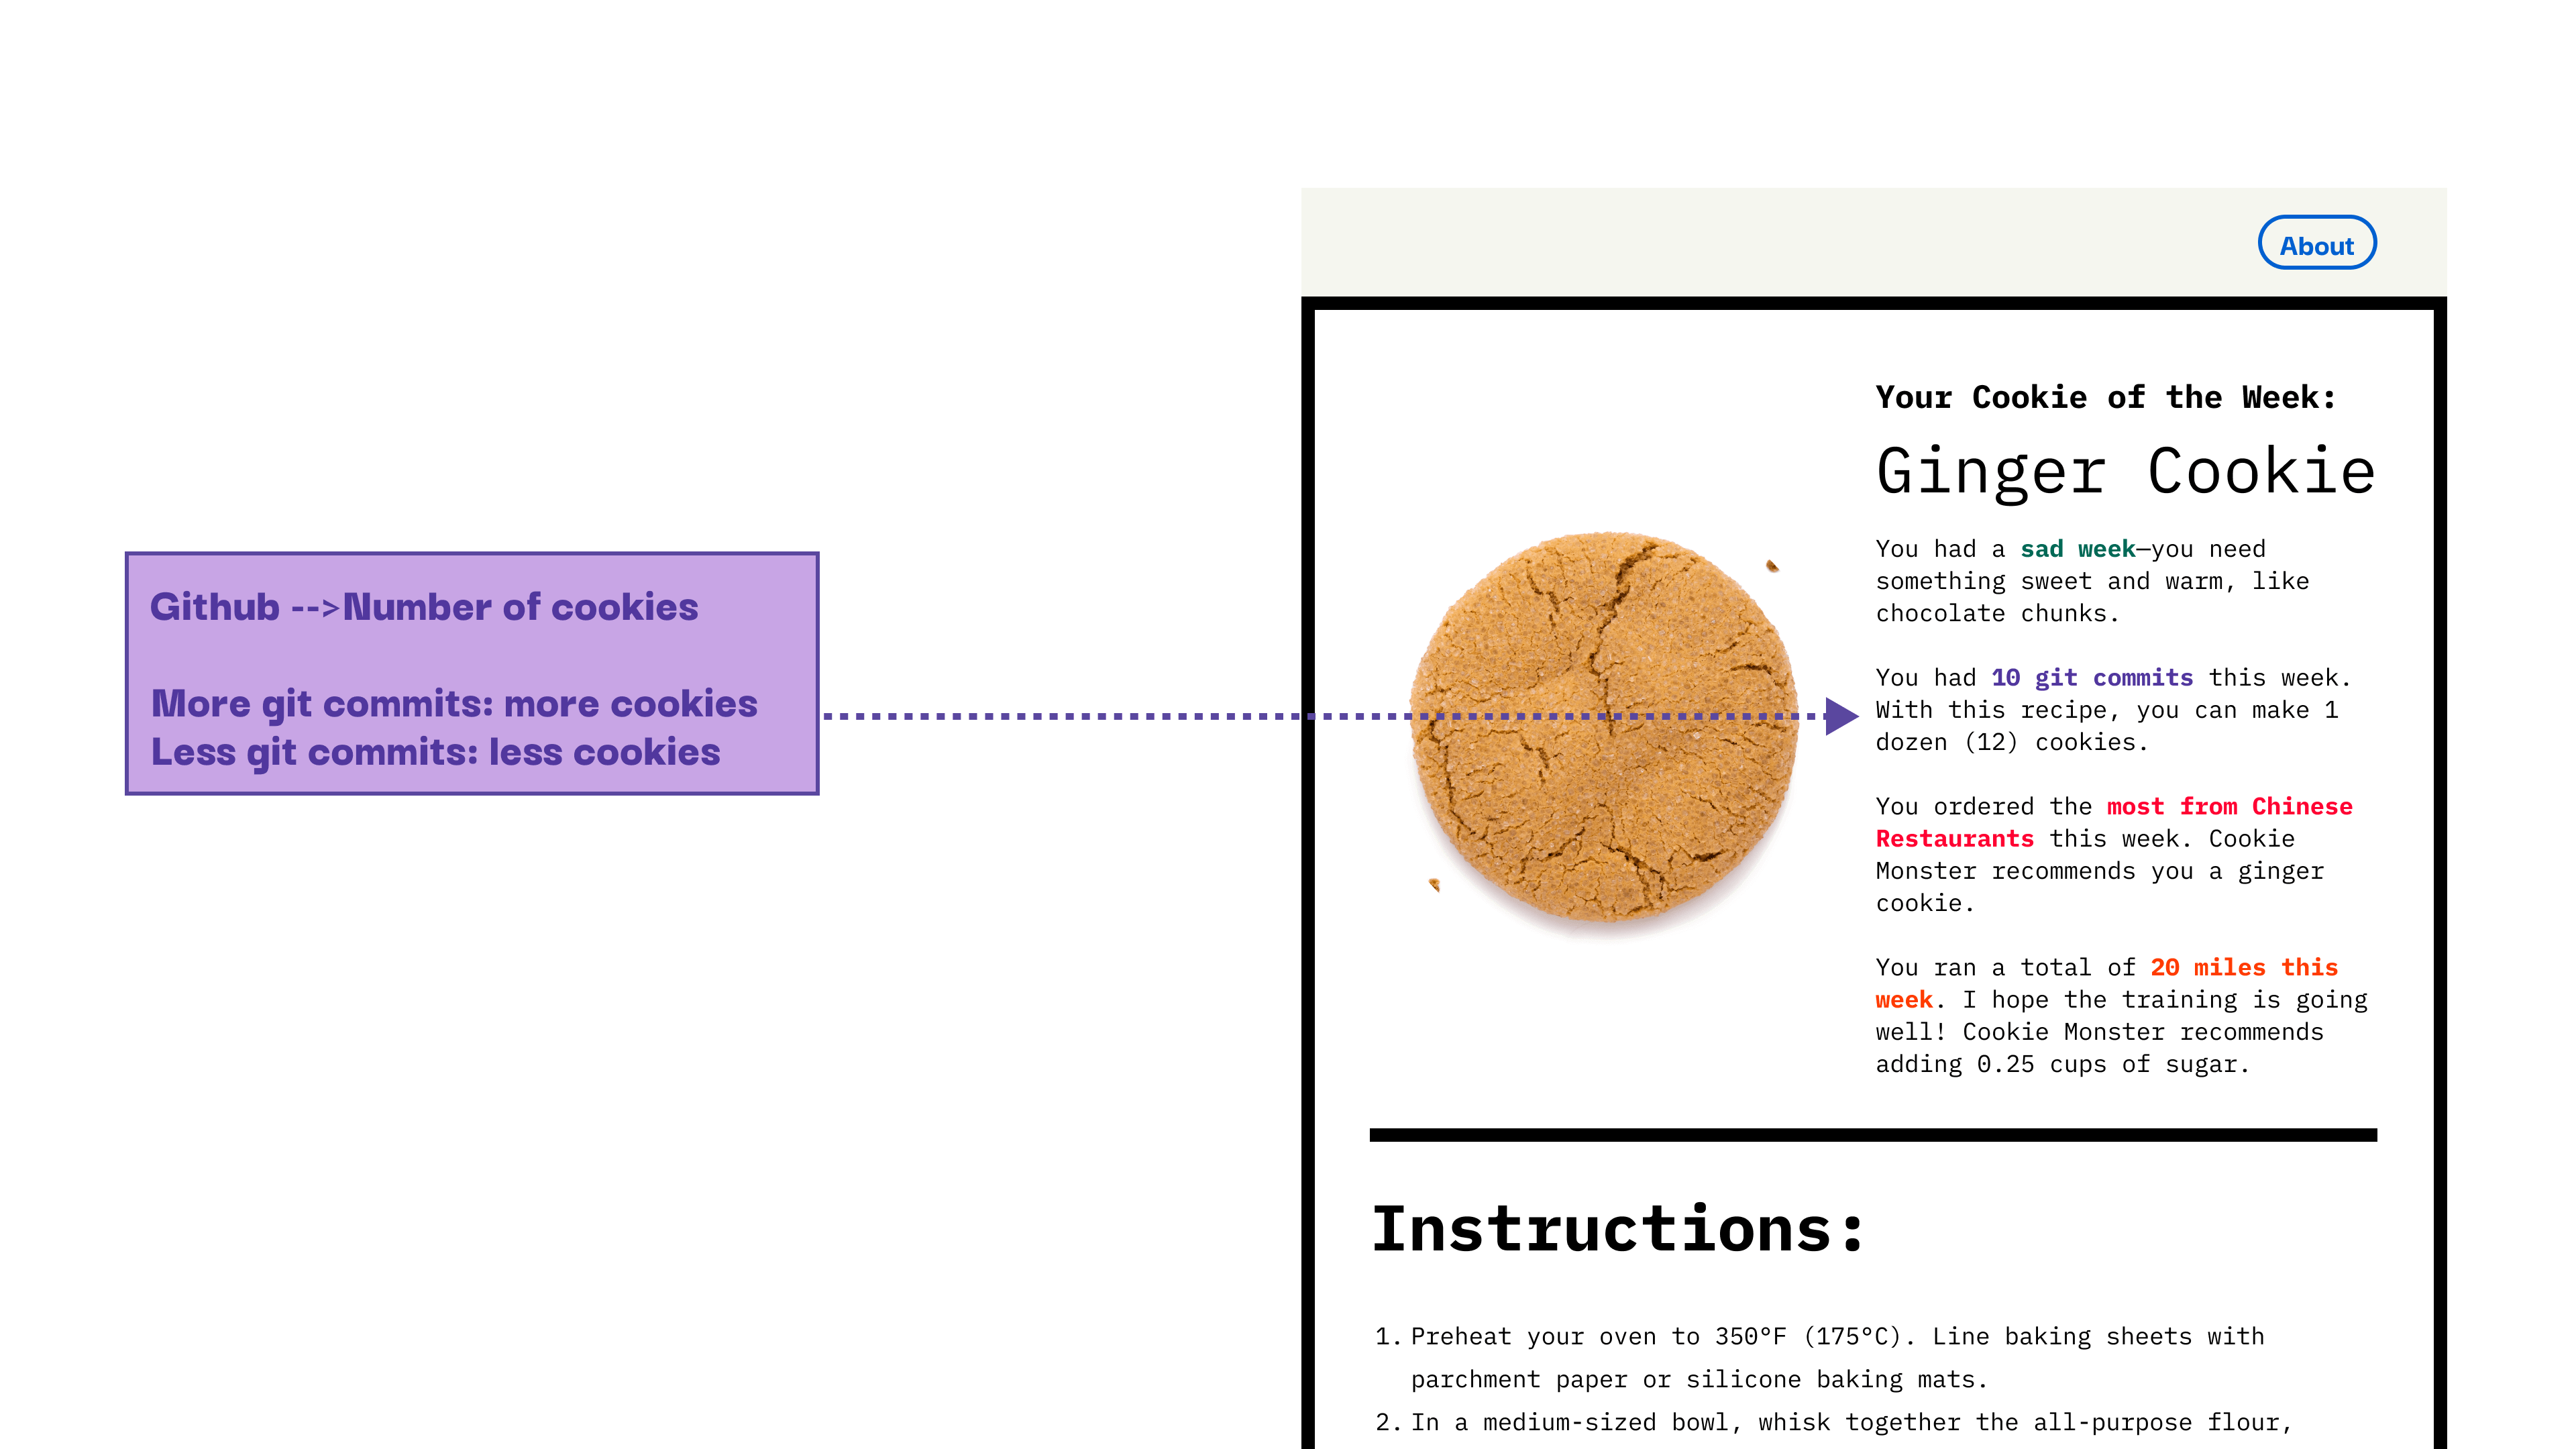 About
Github -->Number of cookies
More git commits: more cookies
Less git commits: less cookies
Your Cookie of the Week:
Ginger Cookie
You had a sad week—you need
something sweet and warm, like
chocolate chunks.
You had 10 git commits this week.
With this recipe, you can make 1
dozen (12) cookies.
You ordered the most from Chinese
Restaurants this week. Cookie
Monster recommends you a ginger
cookie.
You ran a total of 20 miles this
week. I hope the training is going
well! Cookie Monster recommends
adding 0.25 cups of sugar.
Instructions:
1. Preheat your oven to 350°F (175°C). Line baking sheets with
parchment paper or silicone baking mats.
2. In a medium-sized bowl, whisk together the all-purpose flour,